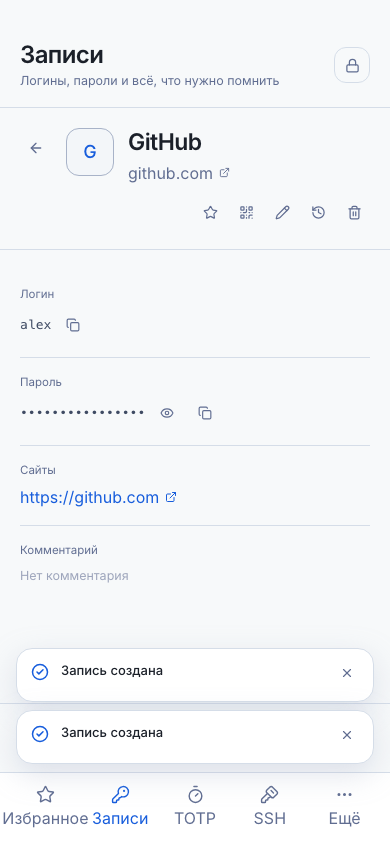 Записи
Логины, пароли и всё, что нужно помнить
G
GitHub
github.com
Логин
alex
Пароль
••••••••••••••••
Сайты
https://github.com
Комментарий
Нет комментария
Запись создана
Запись создана
Избранное Записи TOTP SSH Ещё